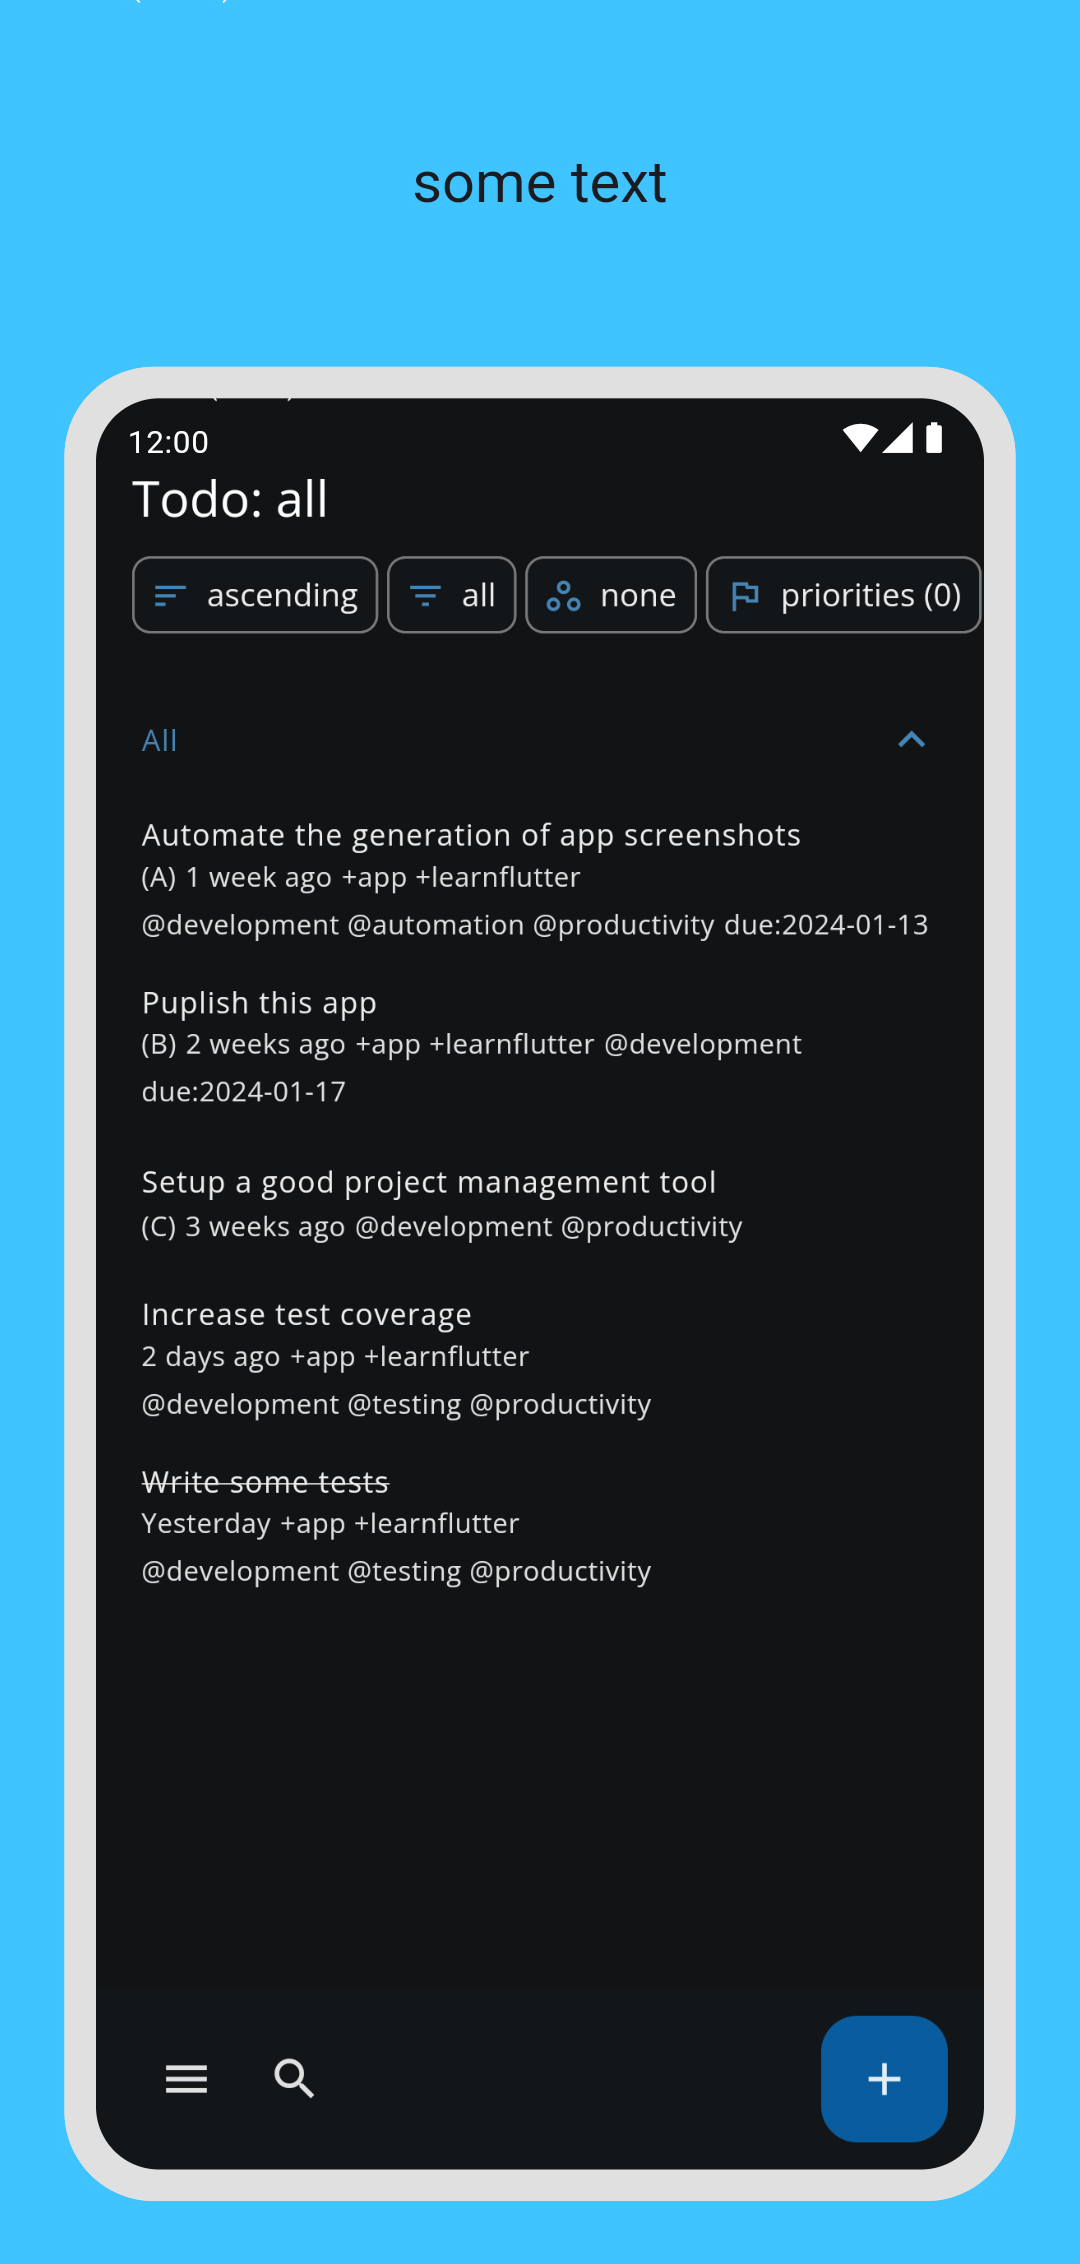 some text
12:00
Todo: all
ascending all none priorities (0)
All
Automate the generation of app screenshots
(A) 1 week ago +app +learnflutter
@development @automation @productivity due:2024-01-13
Puplish this app
(B) 2 weeks ago +app +learnflutter @development
due:2024-01-17
Setup a good project management tool
(C) 3 weeks ago @development @productivity
Increase test coverage
2 days ago +app +learnflutter
@development @testing @productivity
Write some tests
Yesterday +app +learnflutter
@development @testing @productivity